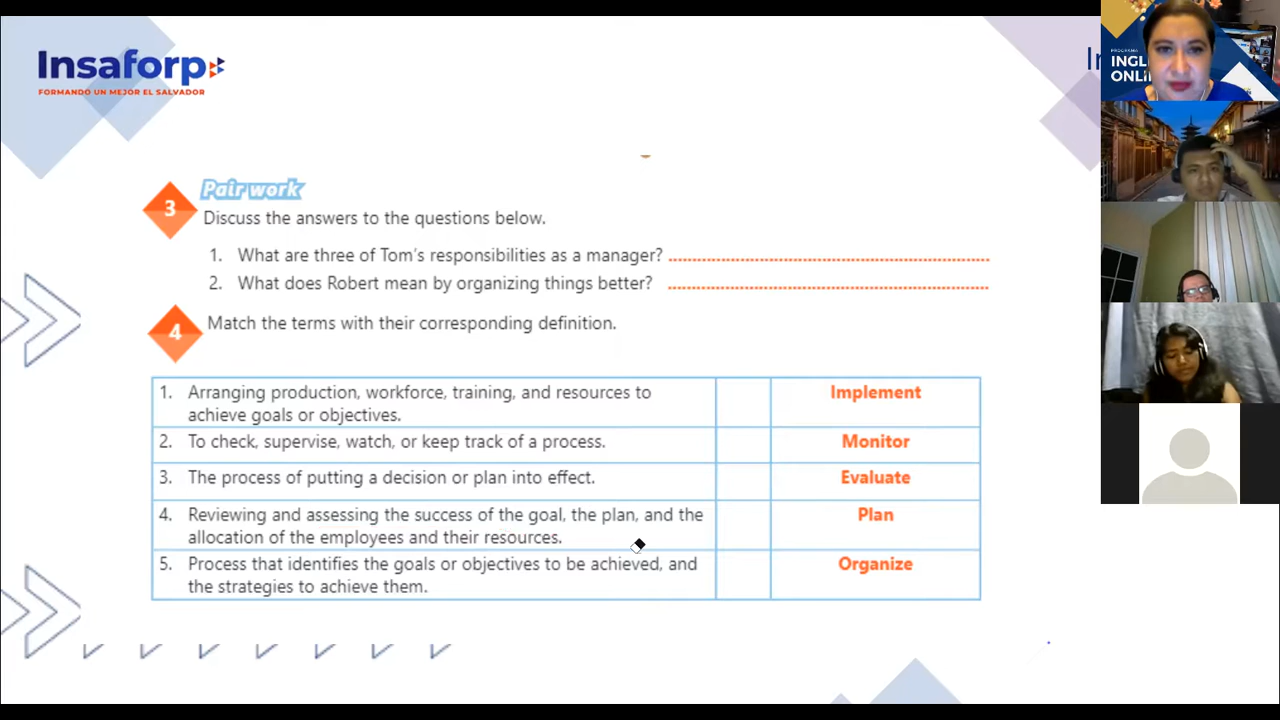 Insaforp
FORMANDO UN MEJOR EL SALVADOR
PROGRAMA
INGL
ONLIN
3
Pair work
Discuss the answers to the questions below.
1. What are three of Tom's responsibilities as a manager? ................................................................................
2. What does Robert mean by organizing things better? ................................................................................
4
Match the terms with their corresponding definition.
1. Arranging production, workforce, training, and resources to
achieve goals or objectives.
Implement
2. To check, supervise, watch, or keep track of a process.
Monitor
3. The process of putting a decision or plan into effect.
Evaluate
4. Reviewing and assessing the success of the goal, the plan, and the
allocation of the employees and their resources.
Plan
5. Process that identifies the goals or objectives to be achieved, and
the strategies to achieve them.
Organize